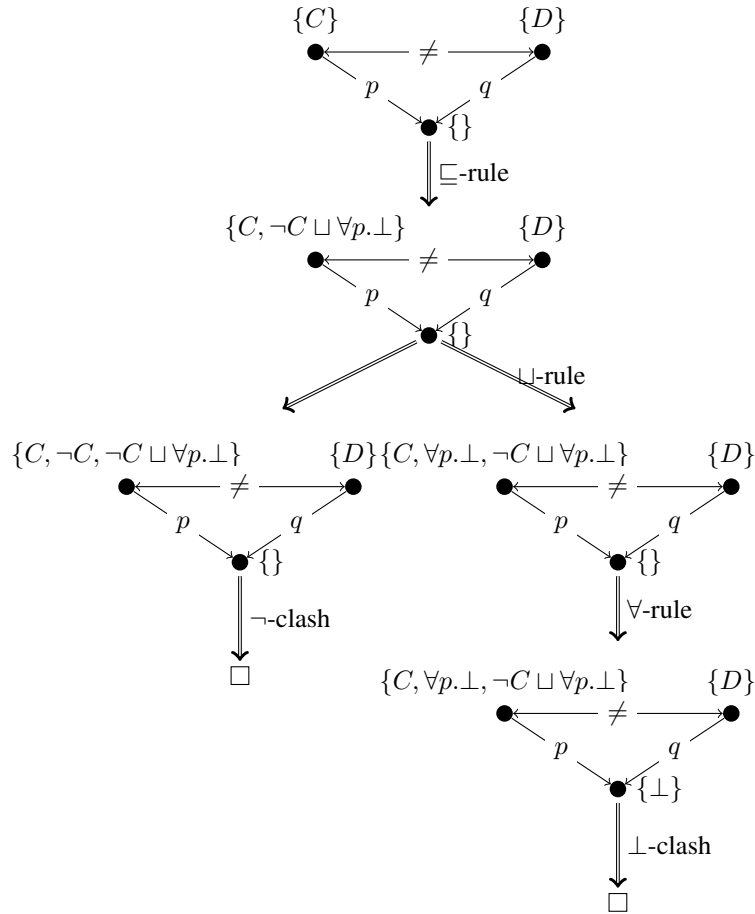 {C} {D}
≠
p q
{}
⊑-rule
{C, ¬C ⊔ ∀p.⊥} {D}
≠
p q
{}
⊔-rule
{C, ¬C, ¬C ⊔ ∀p.⊥} {D} {C, ∀p.⊥, ¬C ⊔ ∀p.⊥} {D}
≠ ≠
p q p q
{} {}
¬-clash ∀-rule
□
{C, ∀p.⊥, ¬C ⊔ ∀p.⊥} {D}
≠
p q
{⊥}
⊥-clash
□